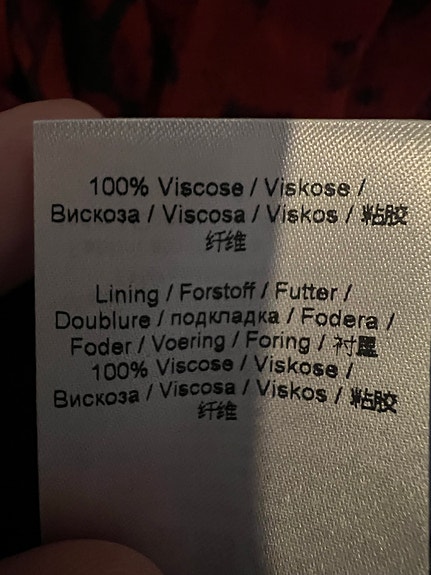 100% Viscose / Viskose /
Вискоза / Viscosa / Viskos / 粘胶
纤维
Lining / Forstoff / Futter /
Doublure / подкладка / Fodera /
Foder / Voering / Foring / 衬里
100% Viscose / Viskose /
Вискоза / Viscosa / Viskos / 粘胶
纤维